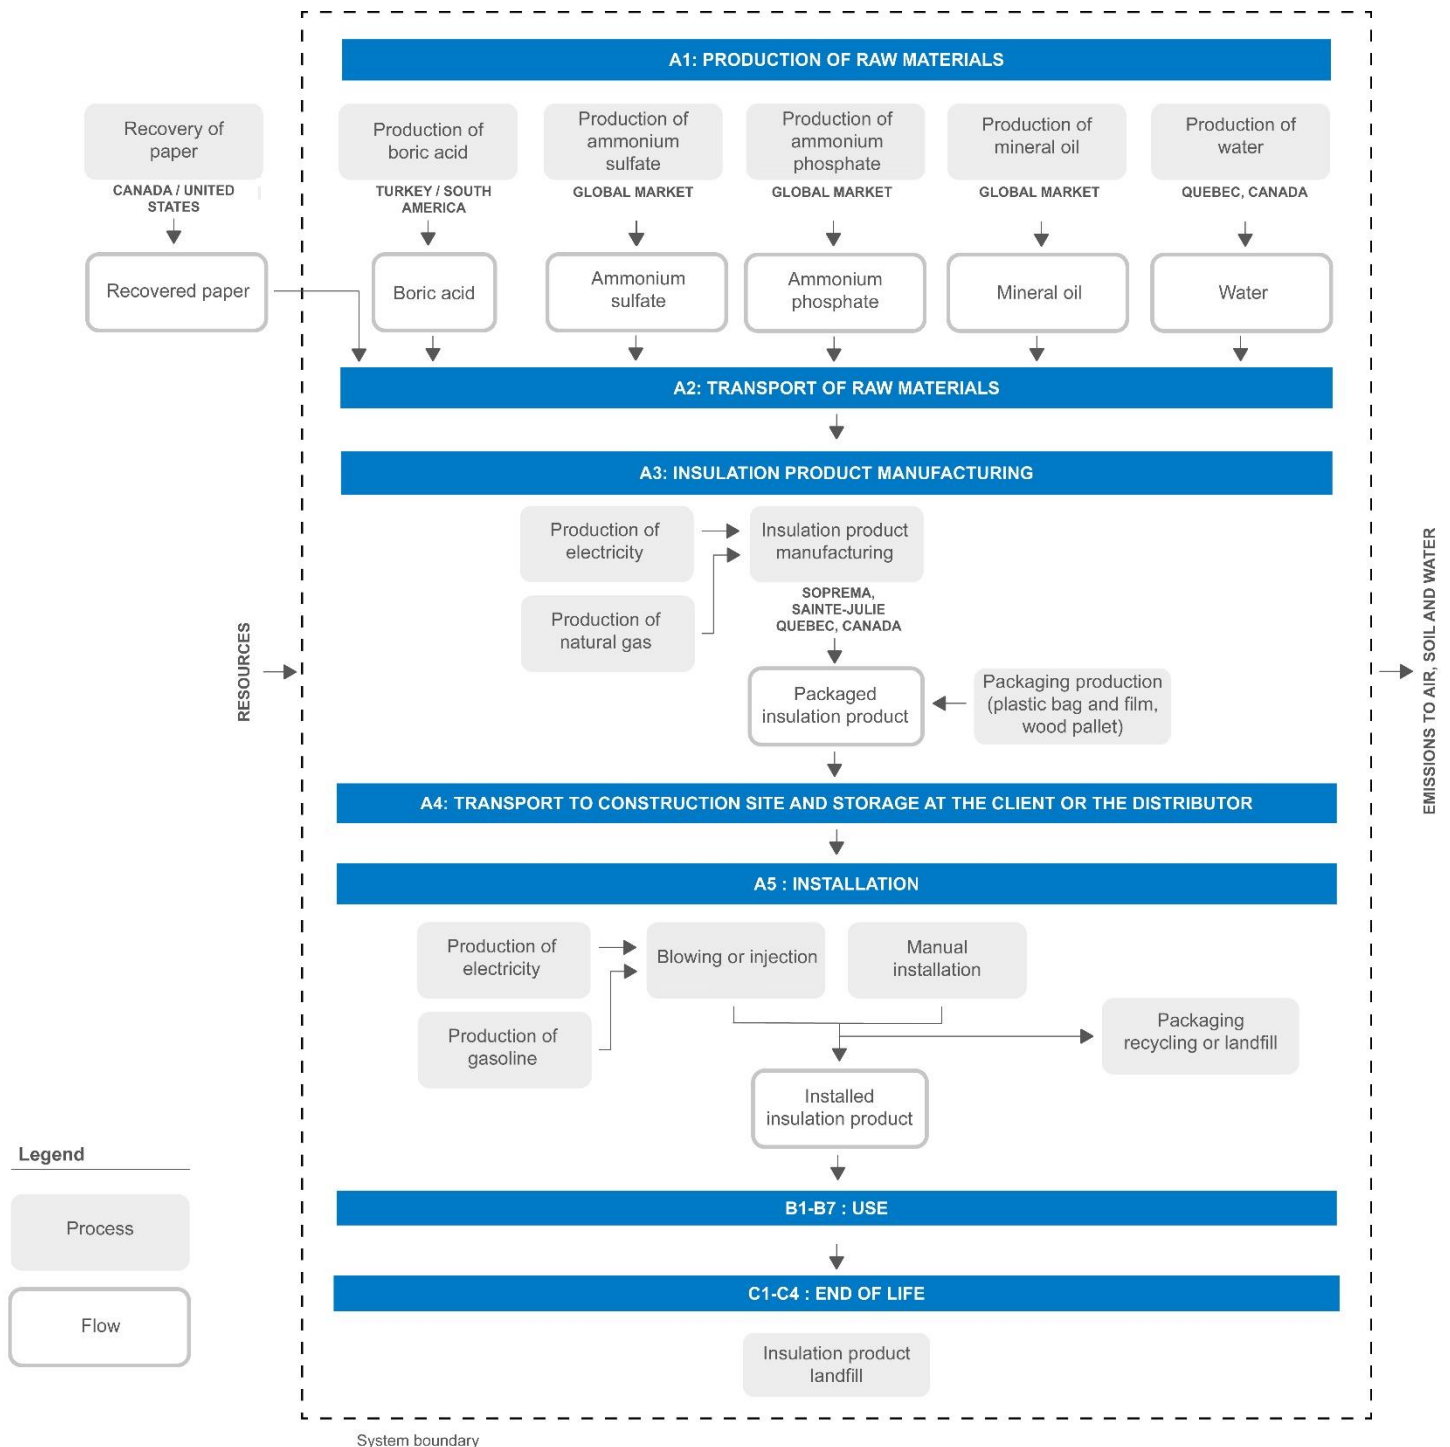 A1: PRODUCTION OF RAW MATERIALS
Recovery of
paper
Production of
boric acid
Production of
ammonium
sulfate
Production of
ammonium
phosphate
Production of
mineral oil
Production of
water
CANADA / UNITED
STATES
TURKEY / SOUTH
AMERICA
GLOBAL MARKET
GLOBAL MARKET
GLOBAL MARKET
QUEBEC, CANADA
Recovered paper
Boric acid
Ammonium
sulfate
Ammonium
phosphate
Mineral oil
Water
A2: TRANSPORT OF RAW MATERIALS
A3: INSULATION PRODUCT MANUFACTURING
Production of
electricity
Insulation product
manufacturing
Production of
natural gas
SOPREMA,
SAINTE-JULIE
QUEBEC, CANADA
RESOURCES
EMISSIONS TO AIR, SOIL AND WATER
Packaged
insulation product
Packaging production
(plastic bag and film,
wood pallet)
A4: TRANSPORT TO CONSTRUCTION SITE AND STORAGE AT THE CLIENT OR THE DISTRIBUTOR
A5 : INSTALLATION
Production of
electricity
Blowing or injection
Manual
installation
Production of
gasoline
Packaging
recycling or landfill
Installed
insulation product
Legend
Process
Flow
B1-B7 : USE
C1-C4 : END OF LIFE
Insulation product
landfill
System boundary